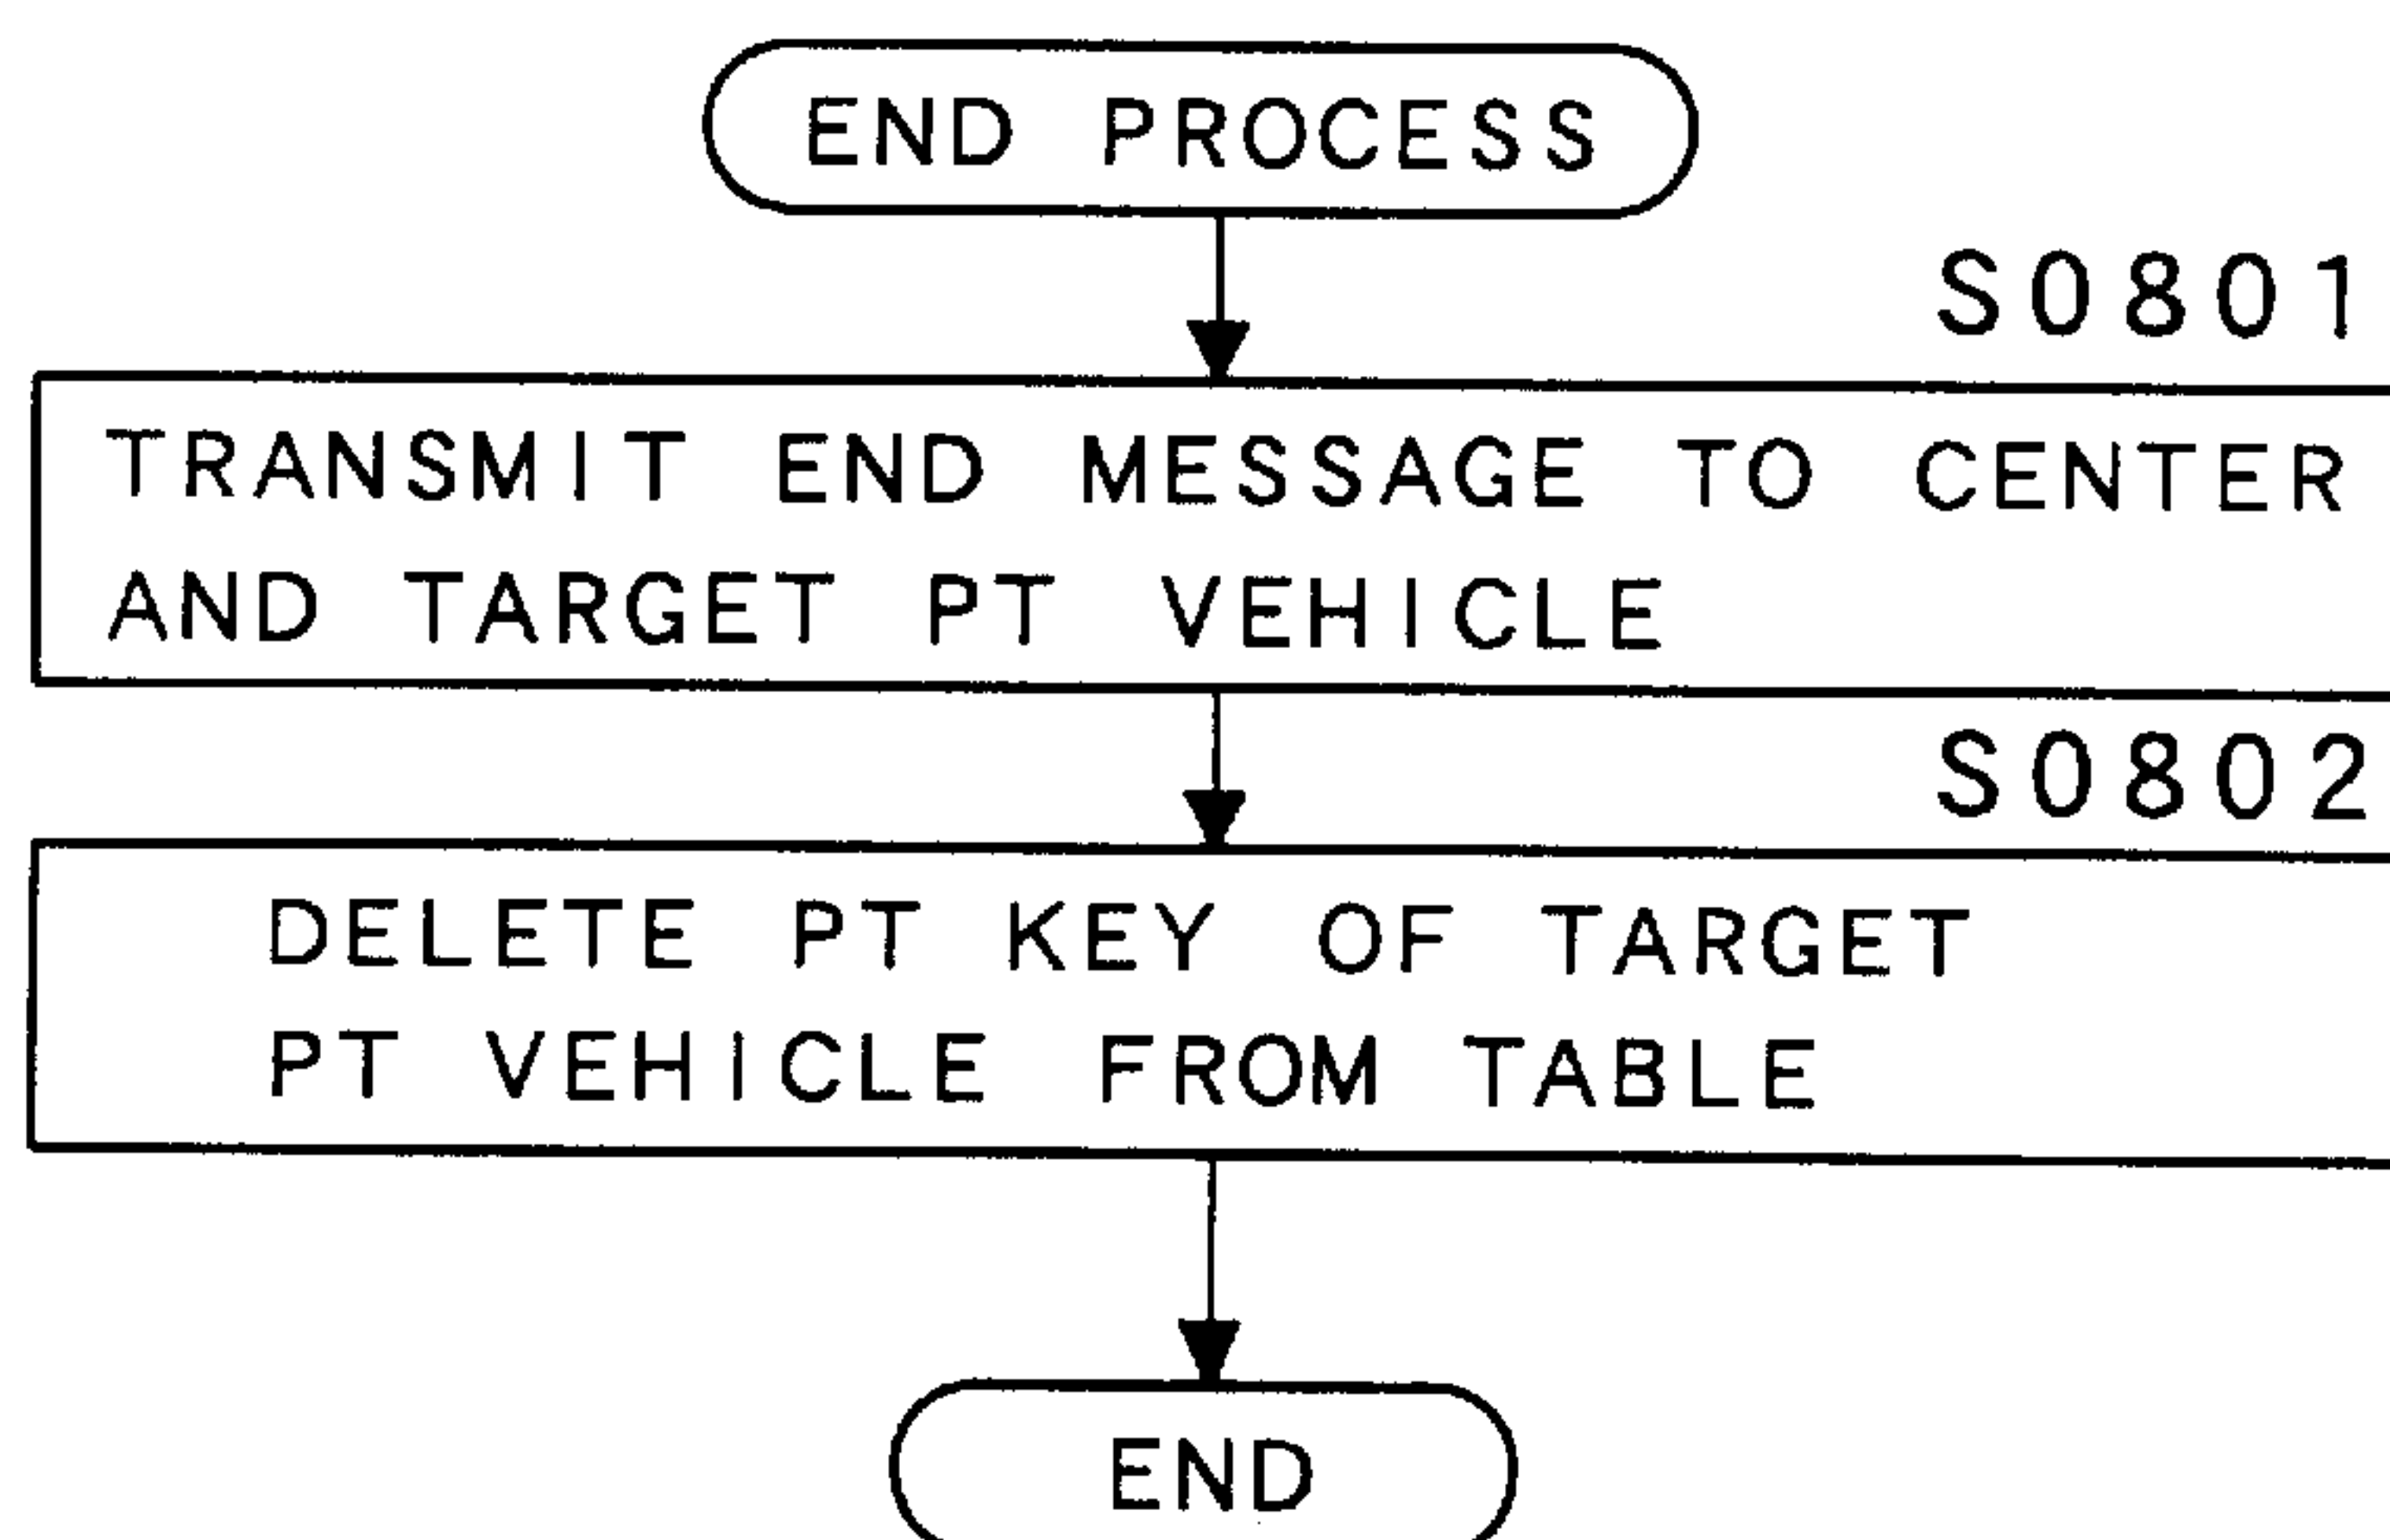 END PROCESS
S0801
TRANSMIT END MESSAGE TO CENTER
AND TARGET PT VEHICLE
S0802
DELETE PT KEY OF TARGET
PT VEHICLE FROM TABLE
END